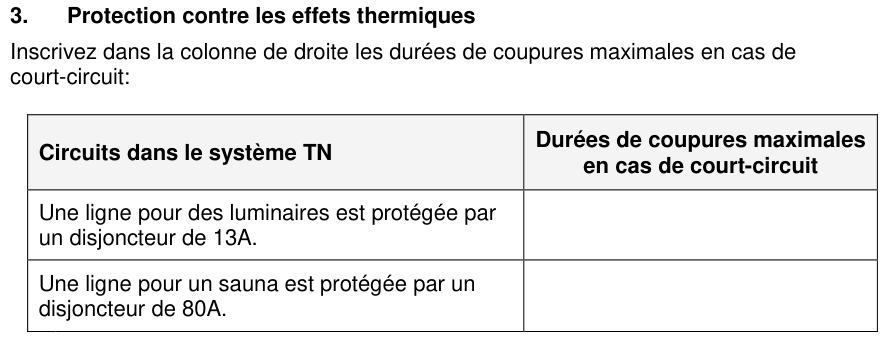 3. Protection contre les effets thermiques
Inscrivez dans la colonne de droite les durées de coupures maximales en cas de
court-circuit:
Circuits dans le système TN
Durées de coupures maximales
en cas de court-circuit
Une ligne pour des luminaires est protégée par
un disjoncteur de 13A.
Une ligne pour un sauna est protégée par un
disjoncteur de 80A.